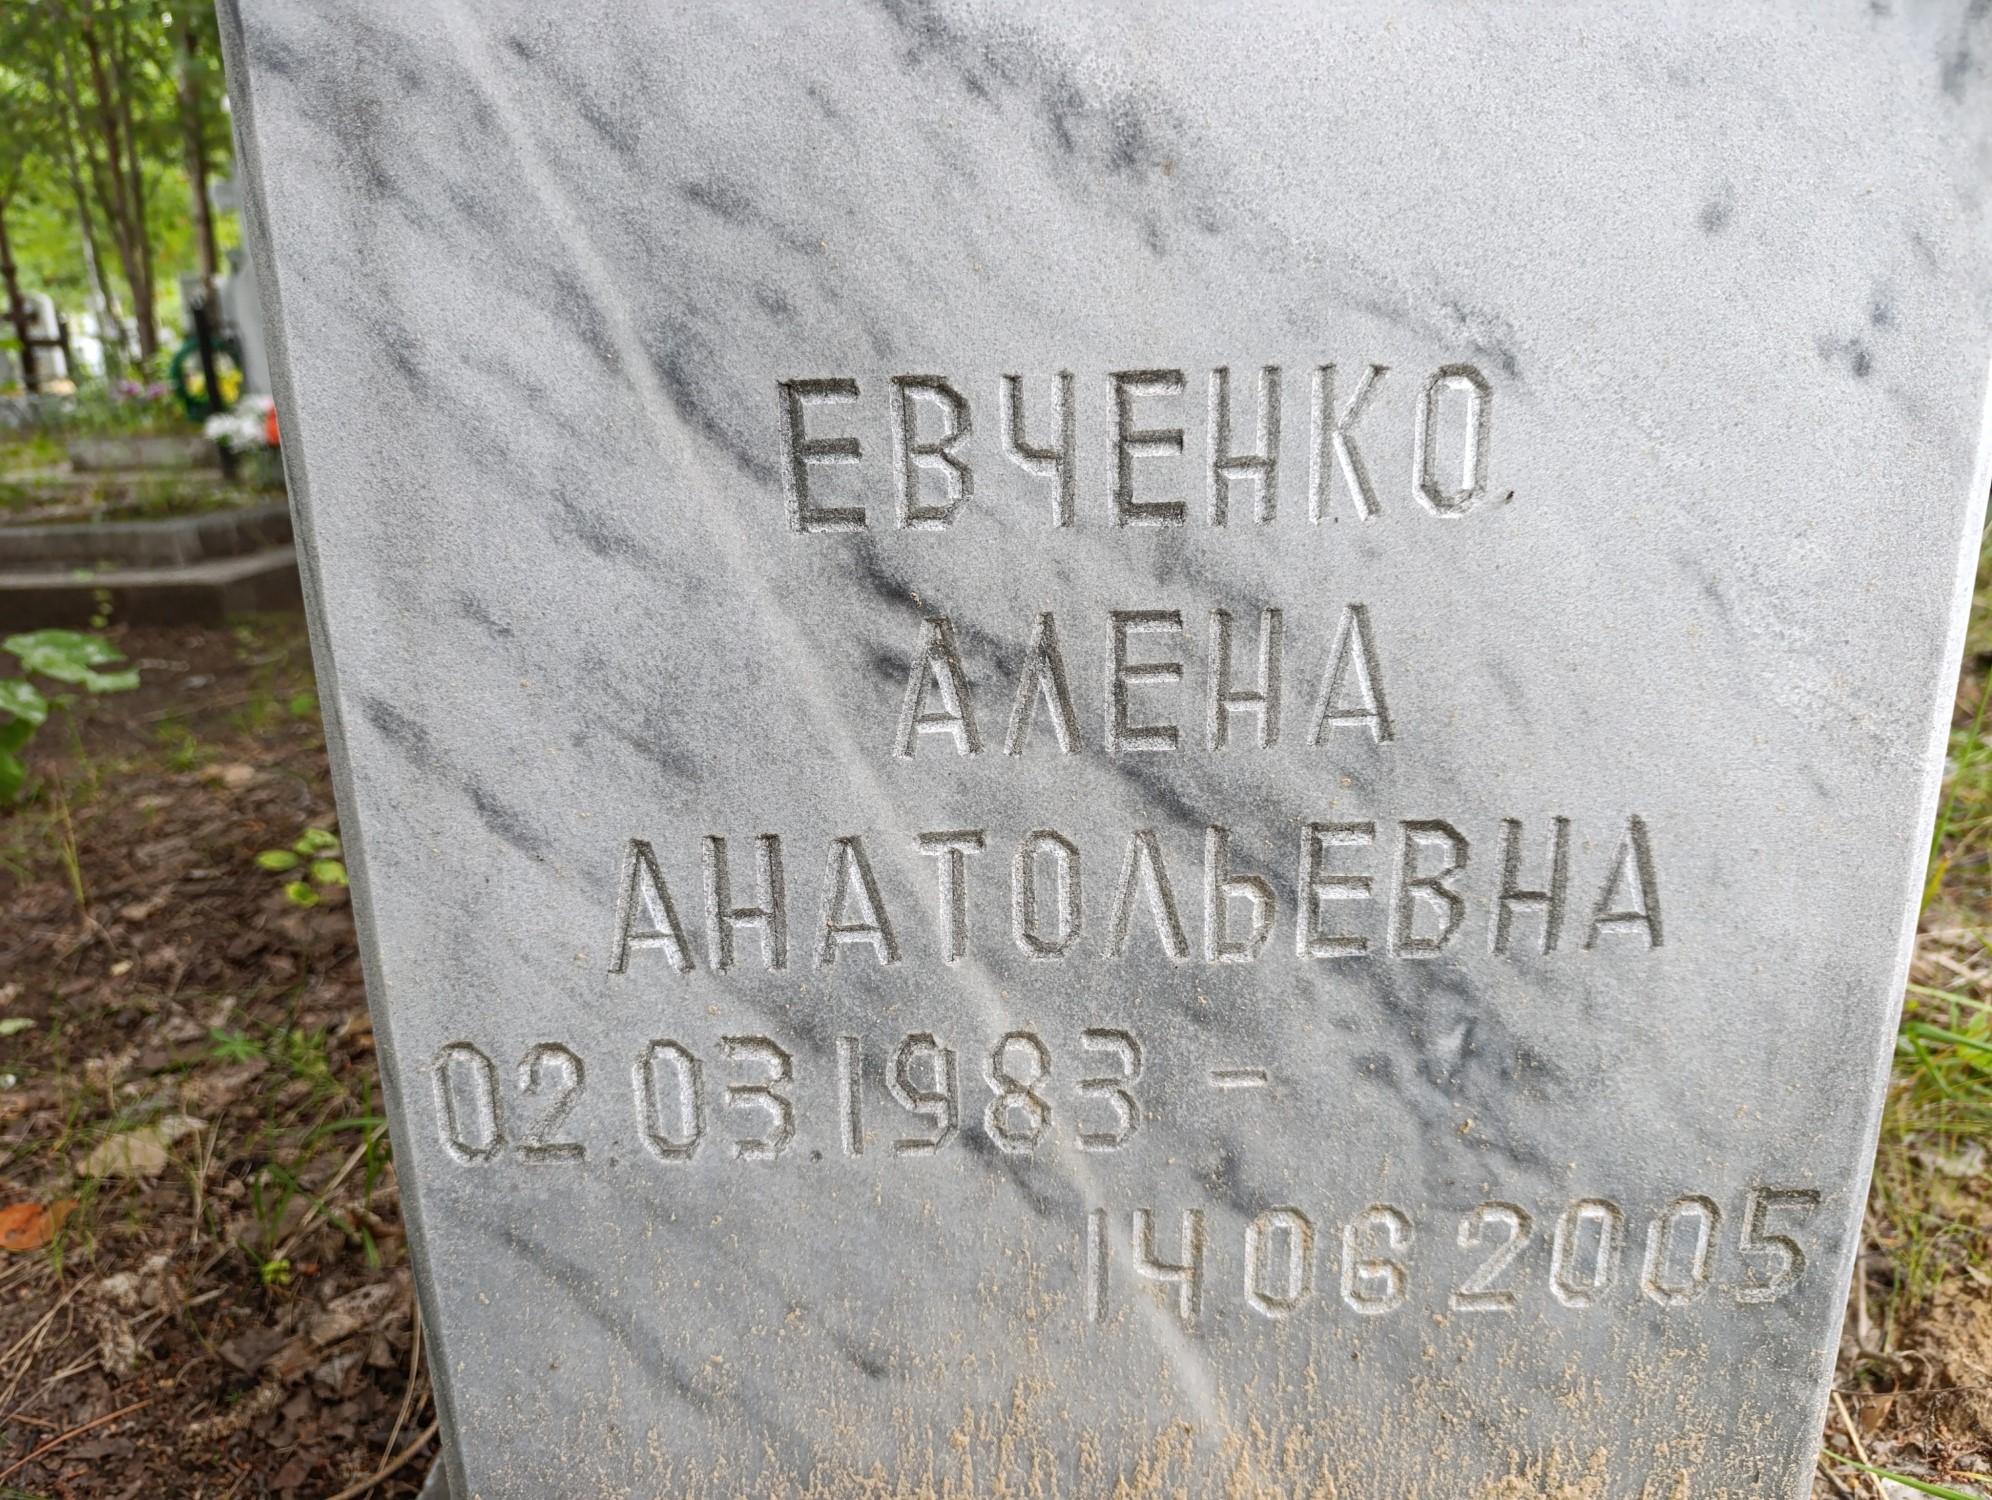 ЕВЧЕНКО
АЛЕНА
АНАТОЛЬЕВНА
02.03.1983 -
14 06 2005